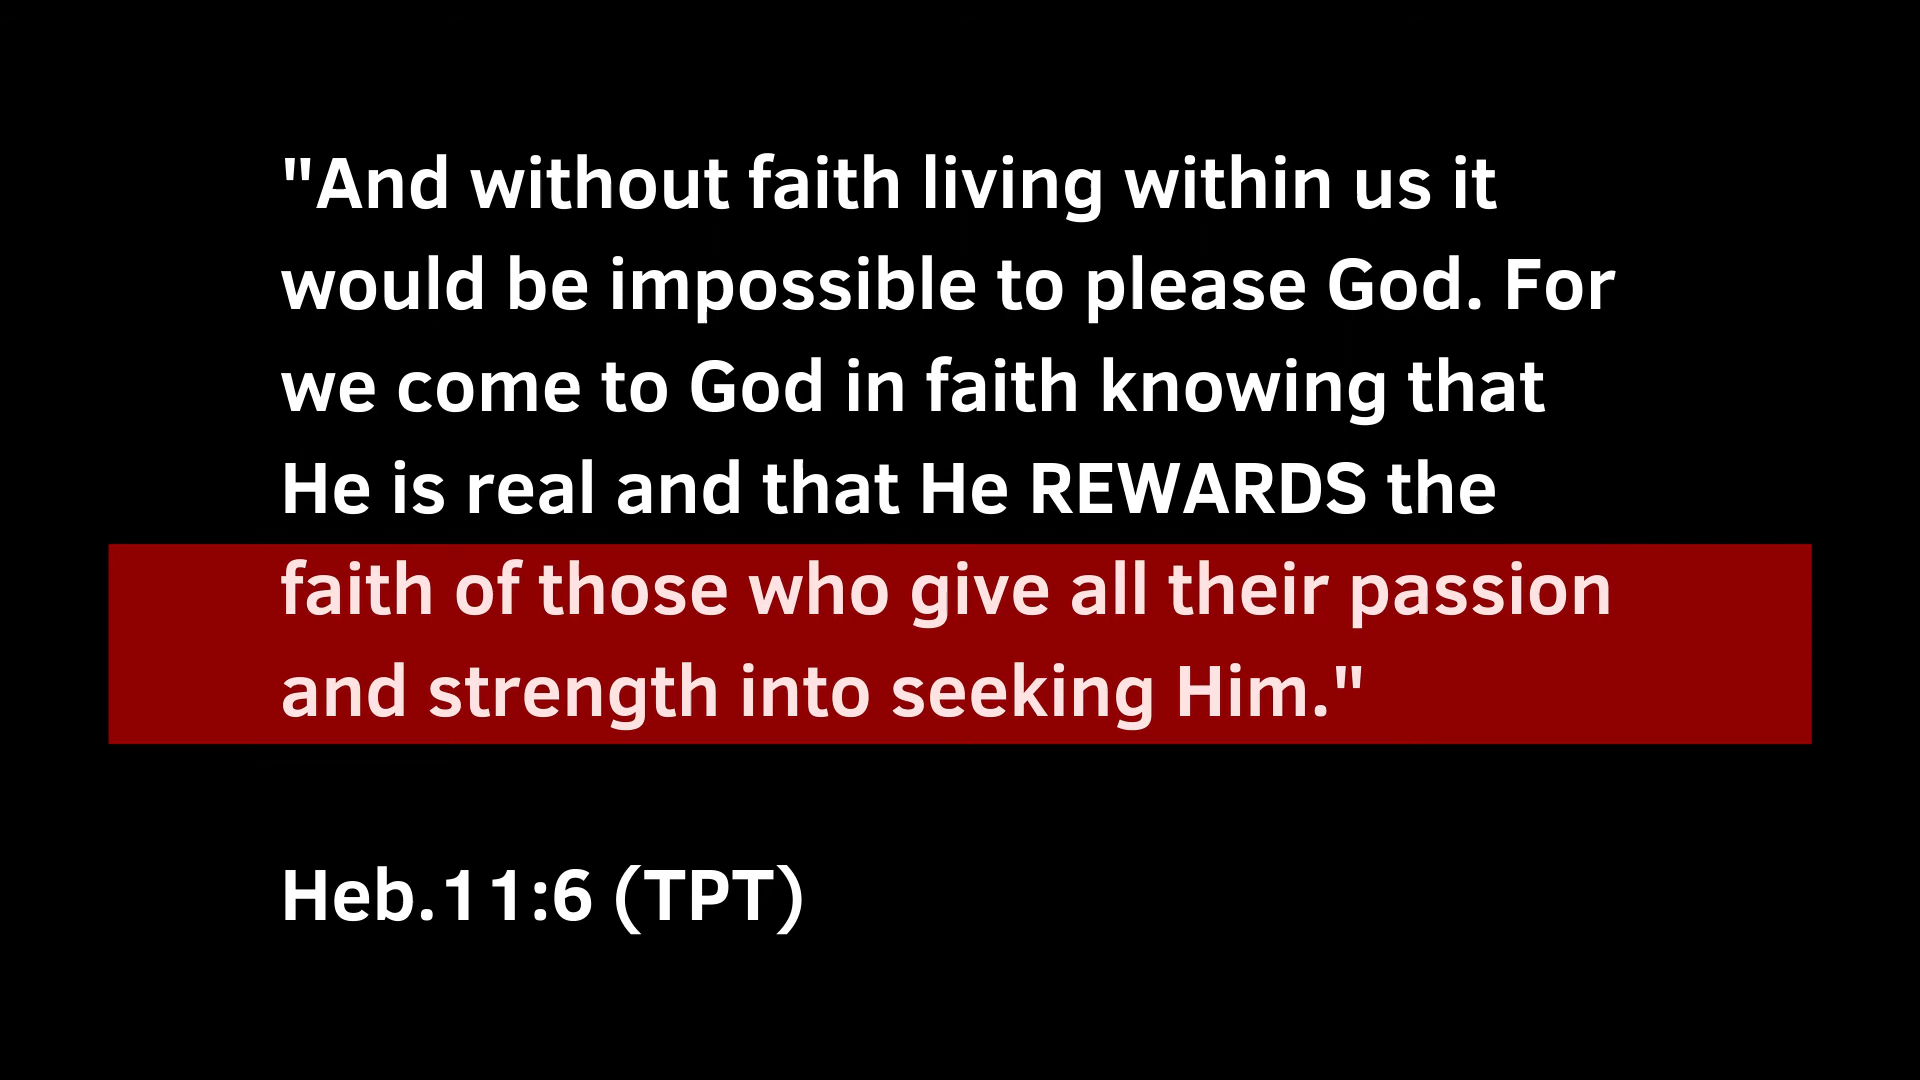 "And without faith living within us it
would be impossible to please God. For
we come to God in faith knowing that
He is real and that He REWARDS the
faith of those who give all their passion
and strength into seeking Him."
Heb.11:6 (TPT)